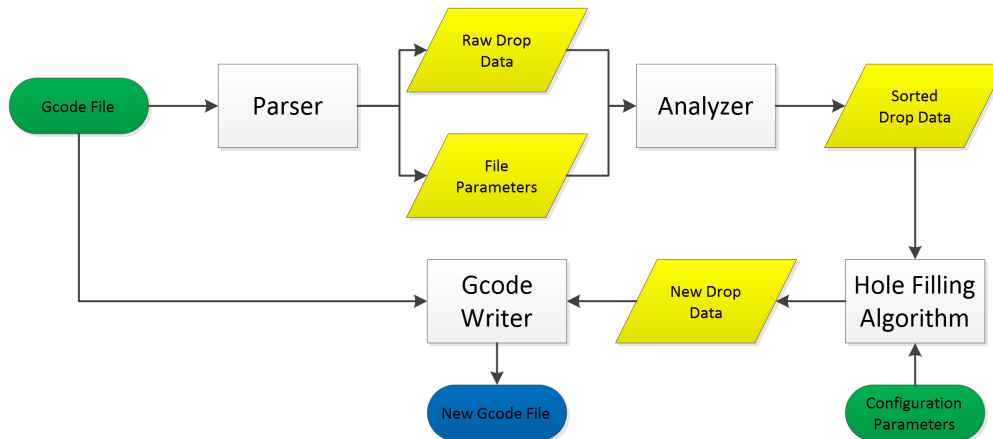 Raw Drop
Data
Gcode File
Parser
Analyzer
Sorted
Drop Data
File
Parameters
Gcode
Writer
New Drop
Data
Hole Filling
Algorithm
New Gcode File
Configuration
Parameters